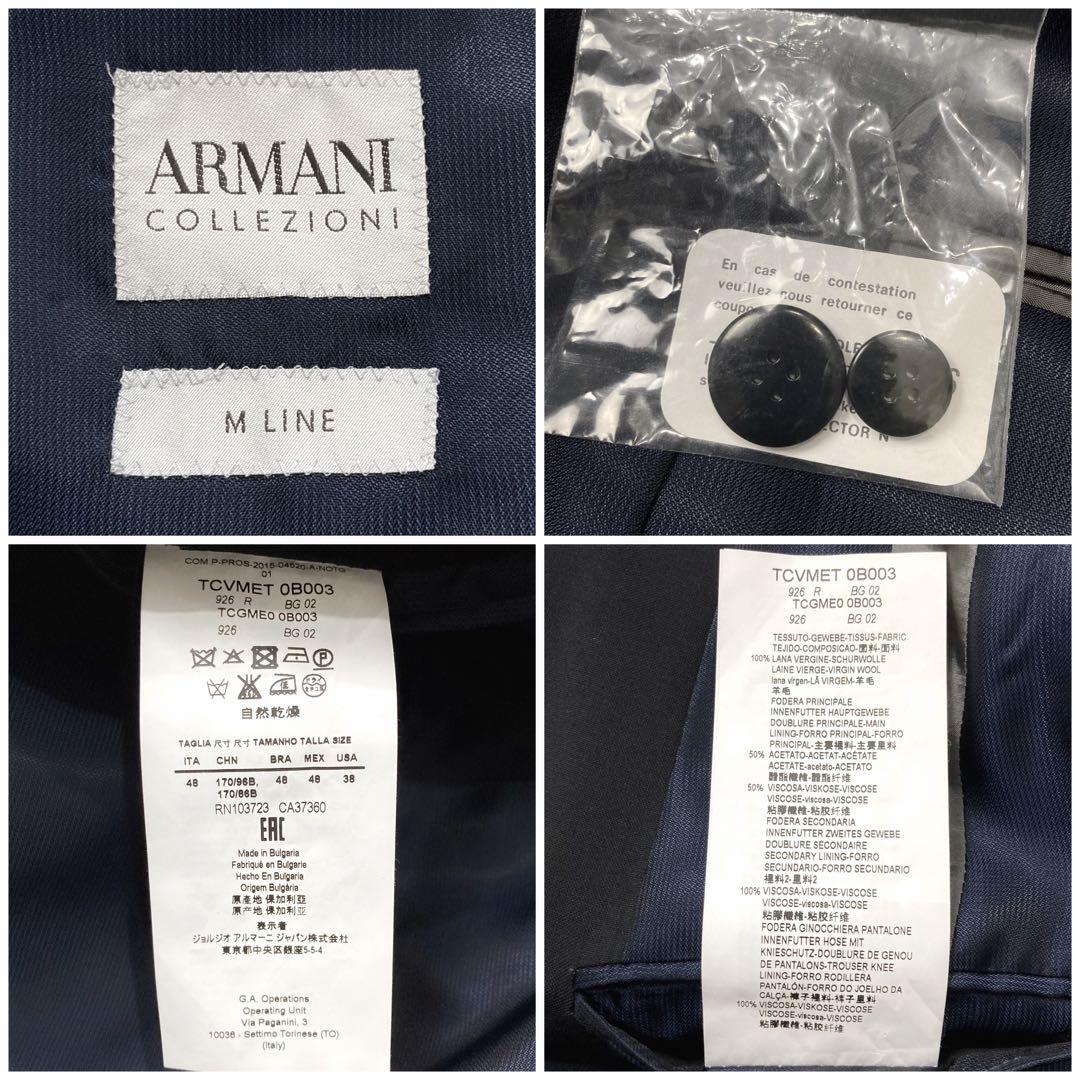 ARMANI
COLLEZIONI
M LINE
En cas de contestation
veuillez nous retourner ce
COM P-PROS-2015-04520-A-NOTG
01
TCVMET 0B003
926 R BG 02
TCGME0 0B003
926 BG 02
自然乾燥
TAGLIA 尺寸 尺寸 TAMANHO TALLA SIZE
ITA CHN BRA MEX USA
48 170/96B, 48 48 38
170/86B
RN103723 CA37360
EAC
Made in Bulgaria
Fabriqué en Bulgarie
Hecho En Bulgaria
Origem Bulgária
原產地 保加利亞
原产地 保加利亚
表示者
ジョルジオ アルマーニ ジャパン株式会社
東京都中央区銀座5-5-4
G.A. Operations
Operating Unit
Via Paganini, 3
10036 - Settimo Torinese (TO)
(Italy)
TCVMET 0B003
926 R BG 02
TCGME0 0B003
926 BG 02
TESSUTO-GEWEBE-TISSUS-FABRIC
TEJIDO-COMPOSICAO-面料-面料
100% LANA VERGINE-SCHURWOLLE
LAINE VIERGE-VIRGIN WOOL
lana virgen-LÃ VIRGEM-羊毛
羊毛
FODERA PRINCIPALE
INNENFUTTER HAUPTGEWEBE
DOUBLURE PRINCIPALE-MAIN
LINING-FORRO PRINCIPAL-FORRO
PRINCIPAL-主要裡料-主要里料
50% ACETATO-ACETAT-ACÉTATE
ACETATE-acetato-ACETATO
醋酯纖維-醋酯纤维
50% VISCOSA-VISKOSE-VISCOSE
VISCOSE-viscosa-VISCOSE
粘膠纖維-粘胶纤维
FODERA SECONDARIA
INNENFUTTER ZWEITES GEWEBE
DOUBLURE SECONDAIRE
SECONDARY LINING-FORRO
SECUNDARIO-FORRO SECUNDARIO
裡料2-里料2
100% VISCOSA-VISKOSE-VISCOSE
VISCOSE-viscosa-VISCOSE
粘膠纖維-粘胶纤维
FODERA GINOCCHIERA PANTALONE
INNENFUTTER HOSE MIT
KNIESCHUTZ-DOUBLURE DE GENOU
DE PANTALONS-TROUSER KNEE
LINING-FORRO RODILLERA
PANTALÓN-FORRO DO JOELHO DA
CALÇA-褲子裡料-裤子里料
100% VISCOSA-VISKOSE-VISCOSE
VISCOSE-viscosa-VISCOSE
粘膠纖維-粘胶纤维